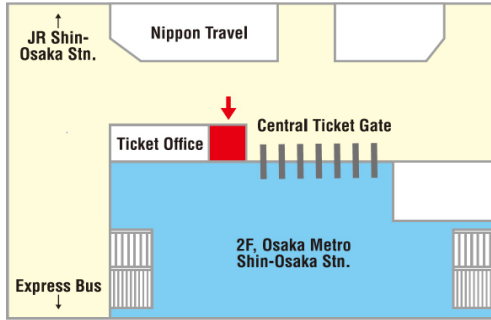 JR Shin-
Osaka Stn.
Nippon Travel
Ticket Office
Central Ticket Gate
2F, Osaka Metro
Shin-Osaka Stn.
Express Bus